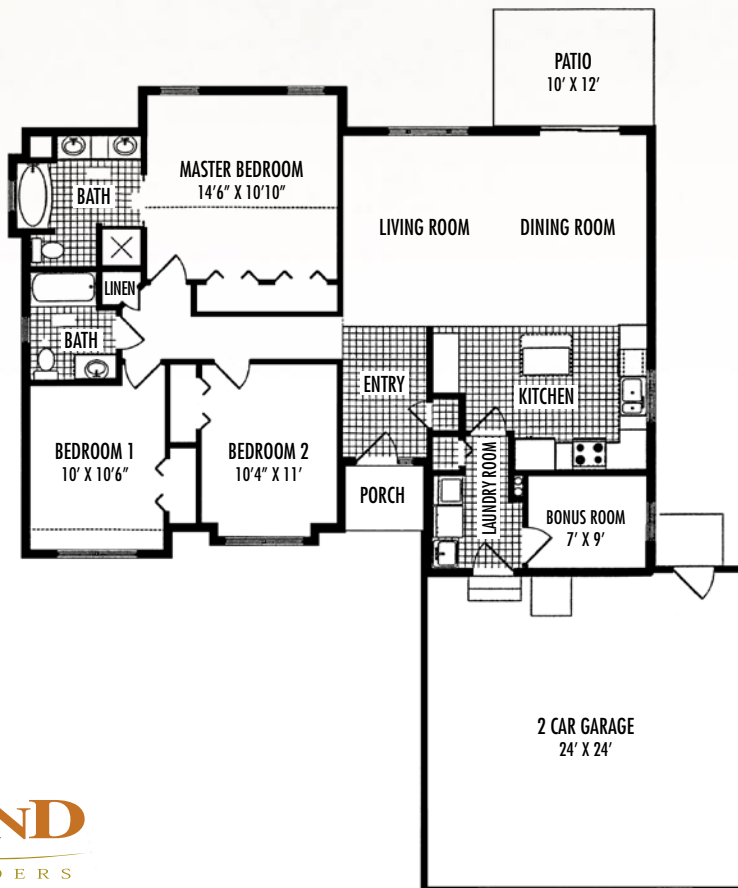 PATIO
10' X 12'
MASTER BEDROOM
14'6" X 10'10"
BATH
LIVING ROOM
DINING ROOM
LINEN
BATH
ENTRY
KITCHEN
BEDROOM 1
10' X 10'6"
BEDROOM 2
10'4" X 11'
PORCH
LAUNDRY ROOM
BONUS ROOM
7' X 9'
2 CAR GARAGE
24' X 24'
ND
DERS